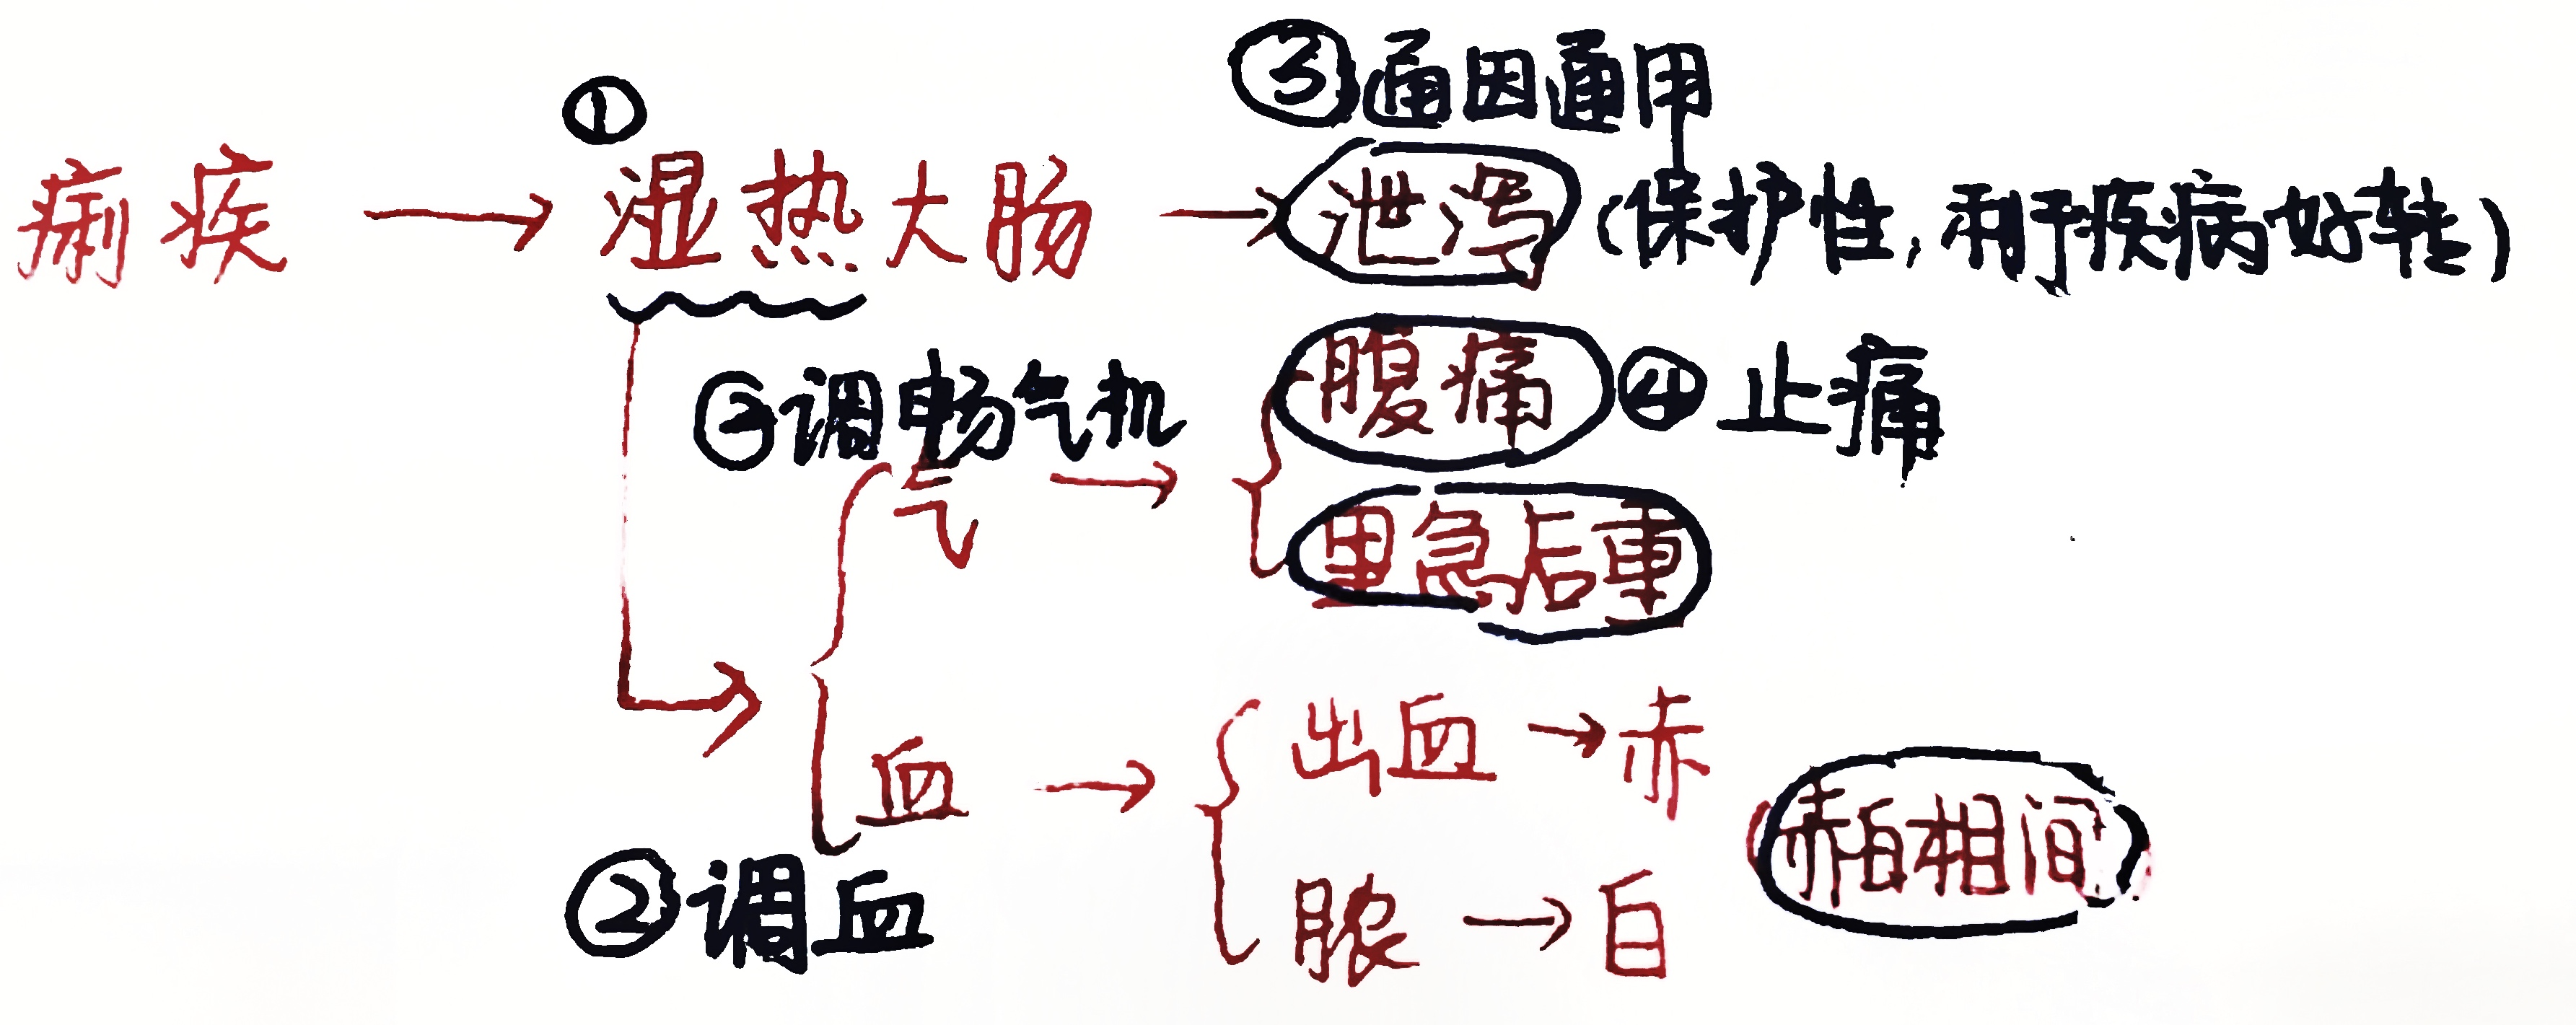 ① ③通因通用
痢疾 → 湿热大肠 → 泄泻 (保护性, 利于疾病好转)
②调畅气机 腹痛 ④止痛
气 → 里急后重
血 → 出血 → 赤
脓 → 白 (赤白相间)
②调血